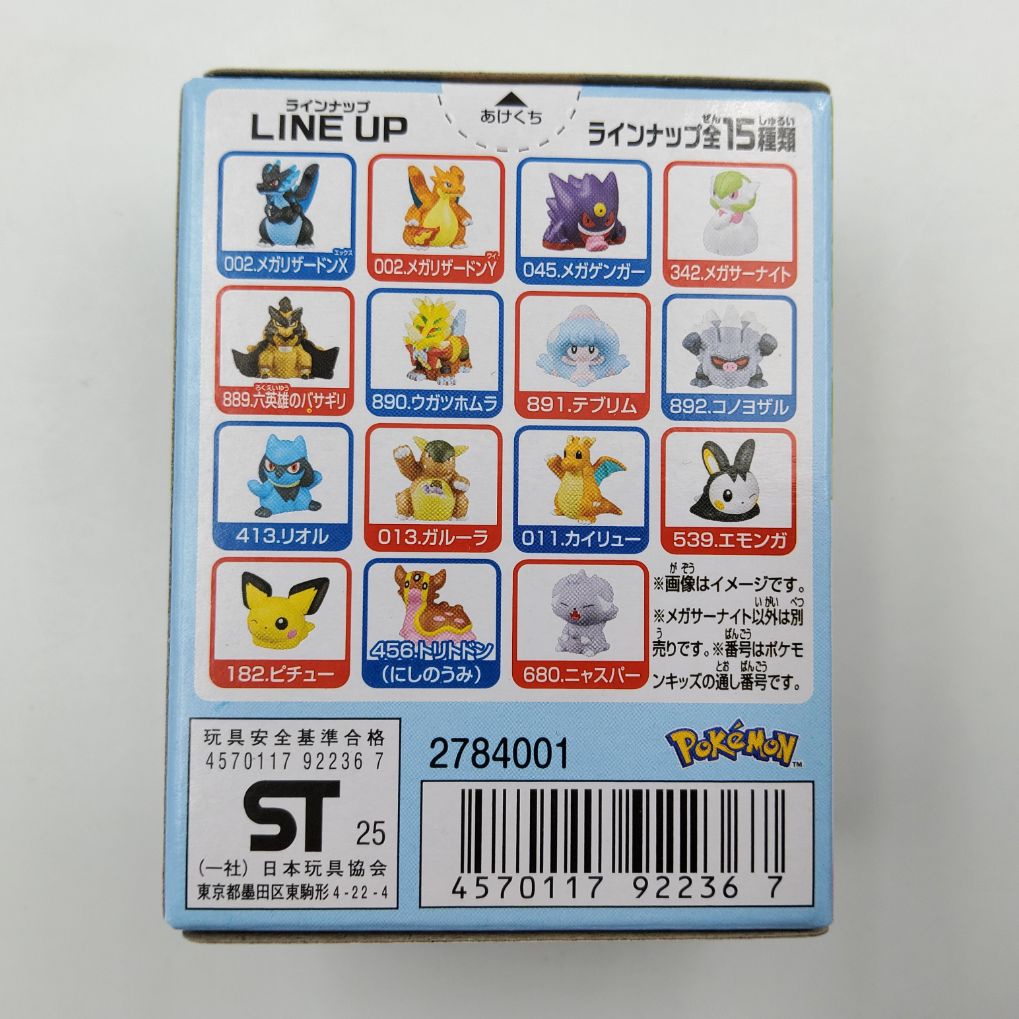 あけくち
ラインナップ
LINE UP
ぜん しゅるい
ラインナップ全15種類
エックス ワイ
002.メガリザードンX 002.メガリザードンY 045.メガゲンガー 342.メガサーナイト
ろくえいゆう
889.六英雄のバサギリ 890.ウガツホムラ 891.テブリム 892.コノヨザル
413.リオル 013.ガルーラ 011.カイリュー 539.エモンガ
がぞう
※画像はイメージです。
いがい べつ
※メガサーナイト以外は別
う ばんごう
売りです。※番号はポケモ
とお ばんごう
ンキッズの通し番号です。
182.ピチュー 456.トリトドン 680.ニャスパー
(にしのうみ)
玩具安全基準合格
4570117 92236 7
ST 25
(一社)日本玩具協会
東京都墨田区東駒形4-22-4
2784001
POKéMON
TM
4570117 922367